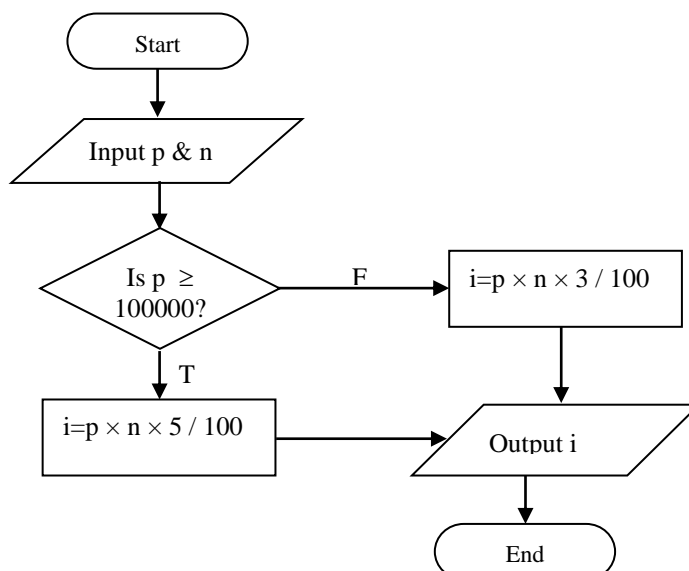 Start
Input p & n
Is p ≥
100000?
F
i=p × n × 3 / 100
T
i=p × n × 5 / 100
Output i
End